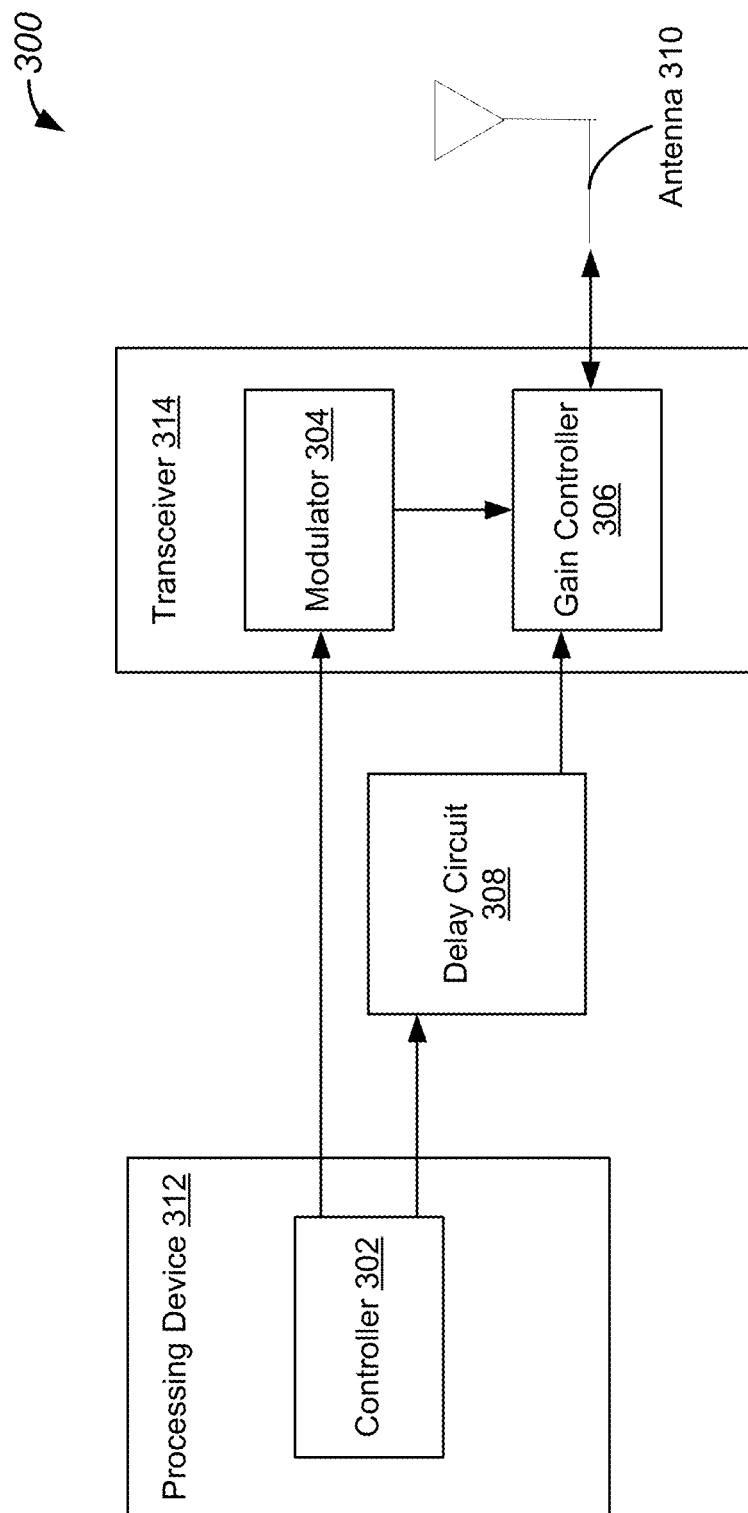 300
Processing Device 312
Controller 302
Delay Circuit
308
Transceiver 314
Modulator 304
Gain Controller
306
Antenna 310